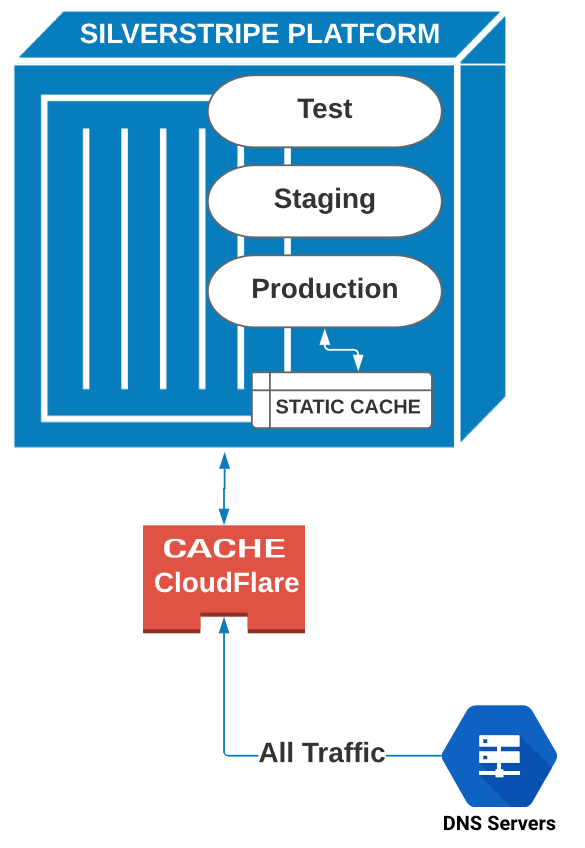 SILVERSTRIPE PLATFORM
Test
Staging
Production
STATIC CACHE
CACHE
CloudFlare
All Traffic
DNS Servers